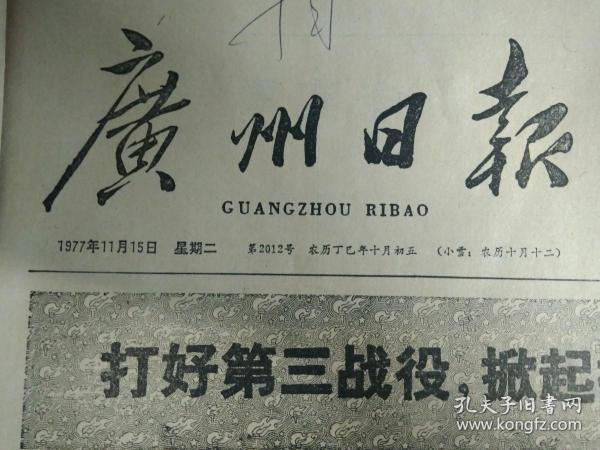 廣州日報
GUANGZHOU RIBAO
1977年11月15日 星期二 第2012号 农历丁巳年十月初五 (小雪：农历十月十二)
打好第三战役，掀起
孔夫子旧书网
www.kongfz.com